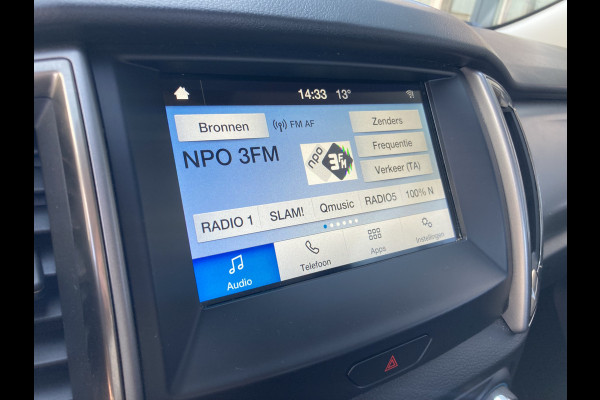 14:33 13°
Bronnen FM AF Zenders
NPO 3FM npo 3FM Frequentie
Verkeer (TA)
RADIO 1 SLAM! Qmusic RADIO5 100% N
Audio Telefoon Apps Instellingen